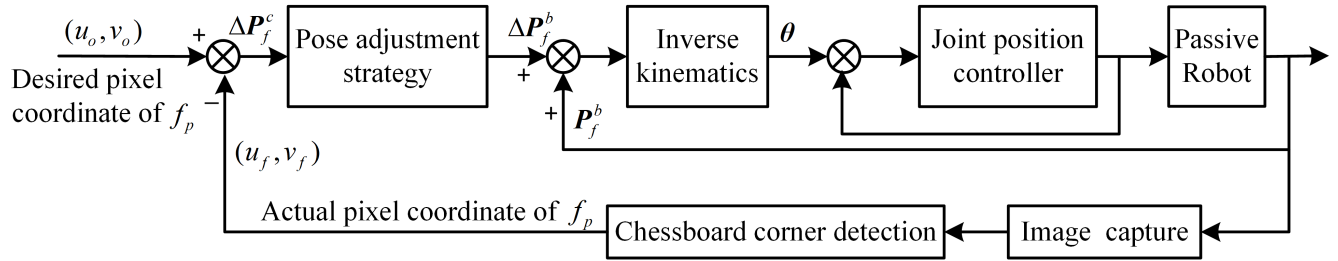 (u_o, v_o)
+
ΔP_f^c
Pose adjustment
strategy
ΔP_f^b
+
Inverse
kinematics
θ
Joint position
controller
Passive
Robot
Desired pixel
coordinate of f_p
−
+
P_f^b
(u_f, v_f)
Actual pixel coordinate of f_p
Chessboard corner detection
Image capture